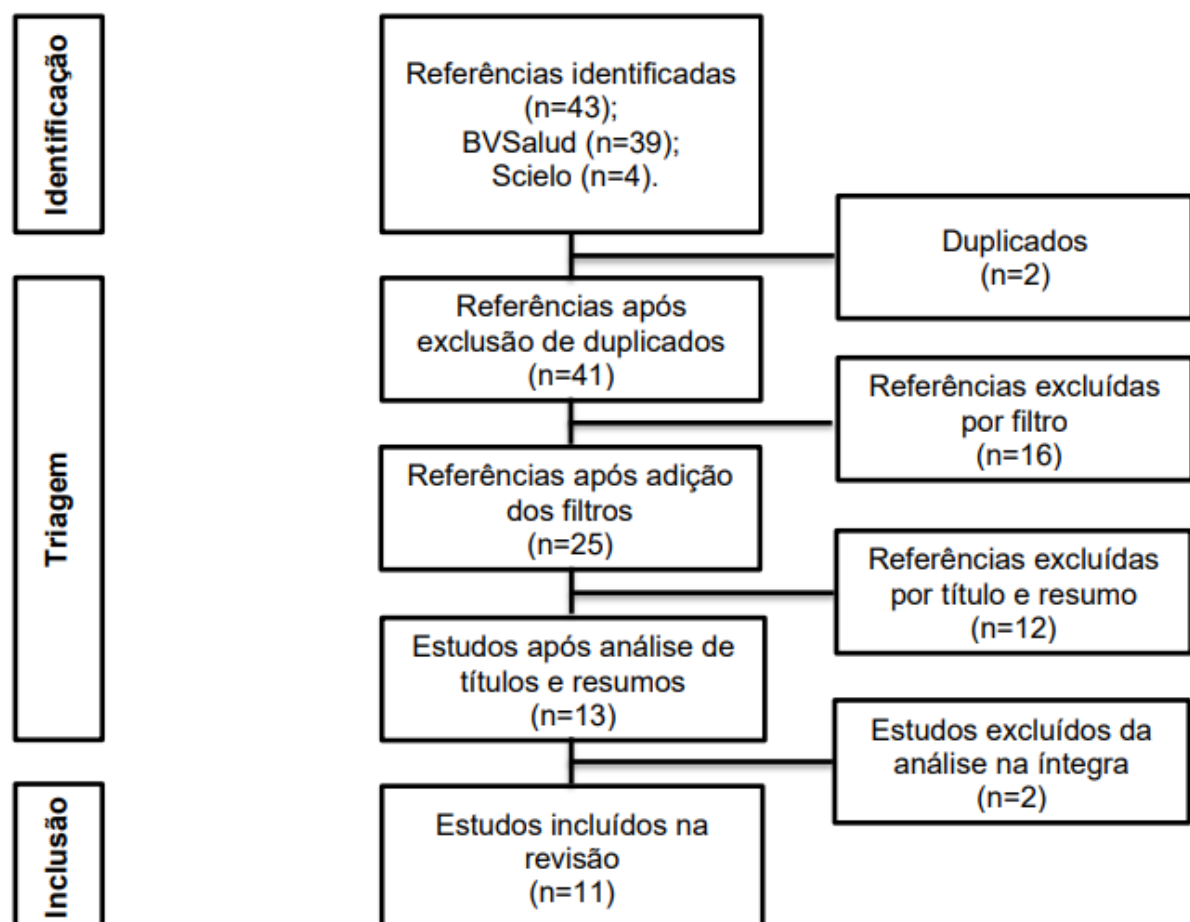 Identificação
Referências identificadas
(n=43);
BVSalud (n=39);
Scielo (n=4).
Duplicados
(n=2)
Triagem
Referências após
exclusão de duplicados
(n=41)
Referências excluídas
por filtro
(n=16)
Referências após adição
dos filtros
(n=25)
Referências excluídas
por título e resumo
(n=12)
Estudos após análise de
títulos e resumos
(n=13)
Estudos excluídos da
análise na íntegra
(n=2)
Inclusão
Estudos incluídos na
revisão
(n=11)